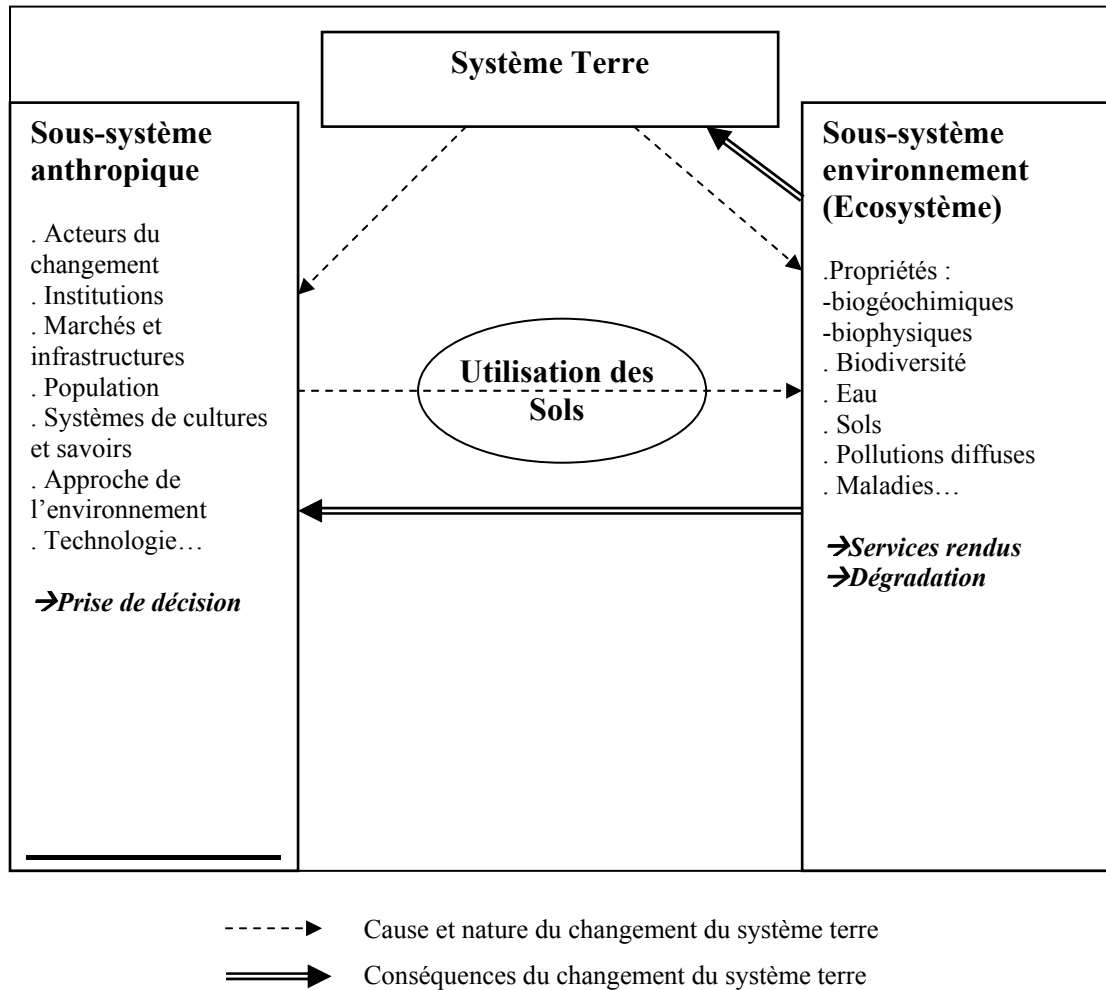 Système Terre
Sous-système
anthropique
. Acteurs du
changement
. Institutions
. Marchés et
infrastructures
. Population
. Systèmes de cultures
et savoirs
. Approche de
l’environnement
. Technologie…
→Prise de décision
Utilisation des
Sols
Sous-système
environnement
(Ecosystème)
.Propriétés :
-biogéochimiques
-biophysiques
. Biodiversité
. Eau
. Sols
. Pollutions diffuses
. Maladies…
→Services rendus
→Dégradation
Cause et nature du changement du système terre
Conséquences du changement du système terre